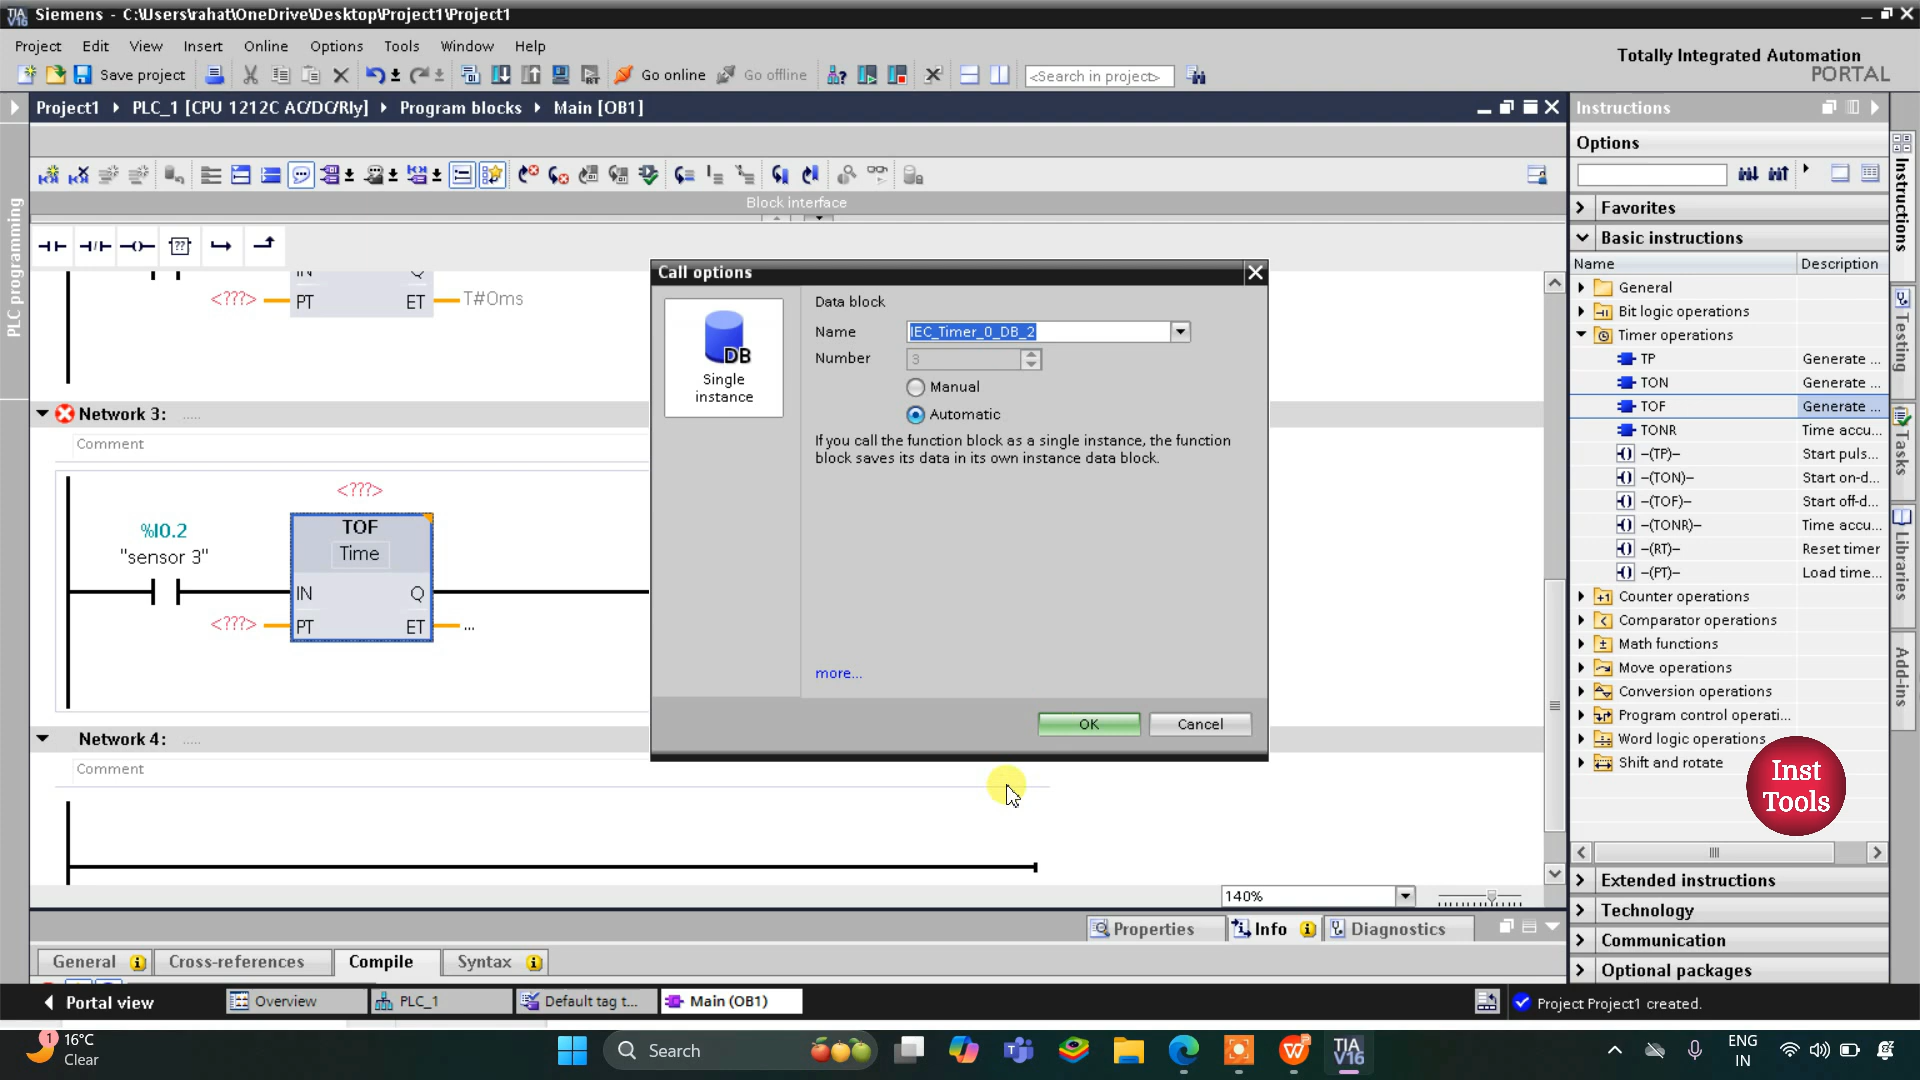 Siemens - C:\Users\rahat\OneDrive\Desktop\Project1\Project1
Project Edit View Insert Online Options Tools Window Help
Totally Integrated Automation
PORTAL
Save project Go online Go offline <Search in project>
Project1 PLC_1 [CPU 1212C AC/DC/Rly] Program blocks Main [OB1]
Instructions
Options
Block interface
PLC programming
??
<???> PT ET T#0ms
Network 3: .....
Comment
<???>
%I0.2
"sensor 3"
TOF
Time
IN Q
<???> PT ET ...
Network 4: .....
Comment
Call options
DB
Single
instance
Data block
Name IEC_Timer_0_DB_2
Number 3
Manual
Automatic
If you call the function block as a single instance, the function
block saves its data in its own instance data block.
more...
OK Cancel
140%
Favorites
Basic instructions
Name Description
General
Bit logic operations
Timer operations
TP Generate ...
TON Generate ...
TOF Generate ...
TONR Time accu...
-(TP)- Start puls...
-(TON)- Start on-d...
-(TOF)- Start off-d...
-(TONR)- Time accu...
-(RT)- Reset timer
-(PT)- Load time...
Counter operations
Comparator operations
Math functions
Move operations
Conversion operations
Program control operati...
Word logic operations
Shift and rotate
Inst
Tools
Extended instructions
Technology
Communication
Optional packages
Instructions
Testing
Tasks
Libraries
Add-ins
Properties Info Diagnostics
General Cross-references Compile Syntax
Portal view Overview PLC_1 Default tag t... Main (OB1)
Project Project1 created.
1
16°C
Clear
Search
TIA
V16
ENG
IN